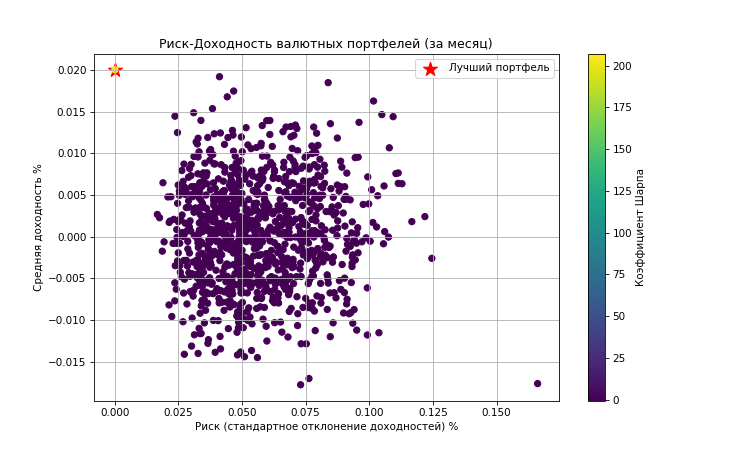 Риск-Доходность валютных портфелей (за месяц)
Лучший портфель
0.020
0.015
0.010
0.005
0.000
−0.005
−0.010
−0.015
Средняя доходность %
0.000 0.025 0.050 0.075 0.100 0.125 0.150
Риск (стандартное отклонение доходностей) %
200
175
150
125
100
75
50
25
0
Коэффициент Шарпа